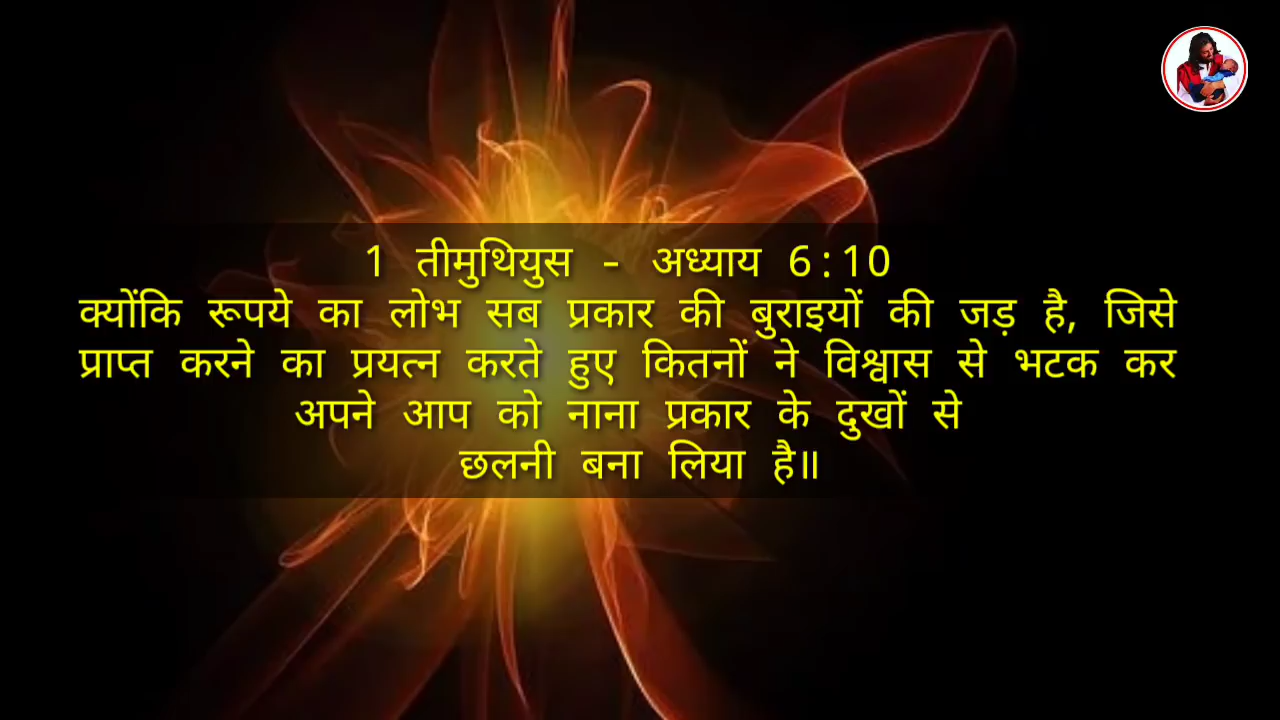 1 तीमुथियुस - अध्याय 6:10
क्योंकि रूपये का लोभ सब प्रकार की बुराइयों की जड़ है, जिसे
प्राप्त करने का प्रयत्न करते हुए कितनों ने विश्वास से भटक कर
अपने आप को नाना प्रकार के दुखों से
छलनी बना लिया है॥